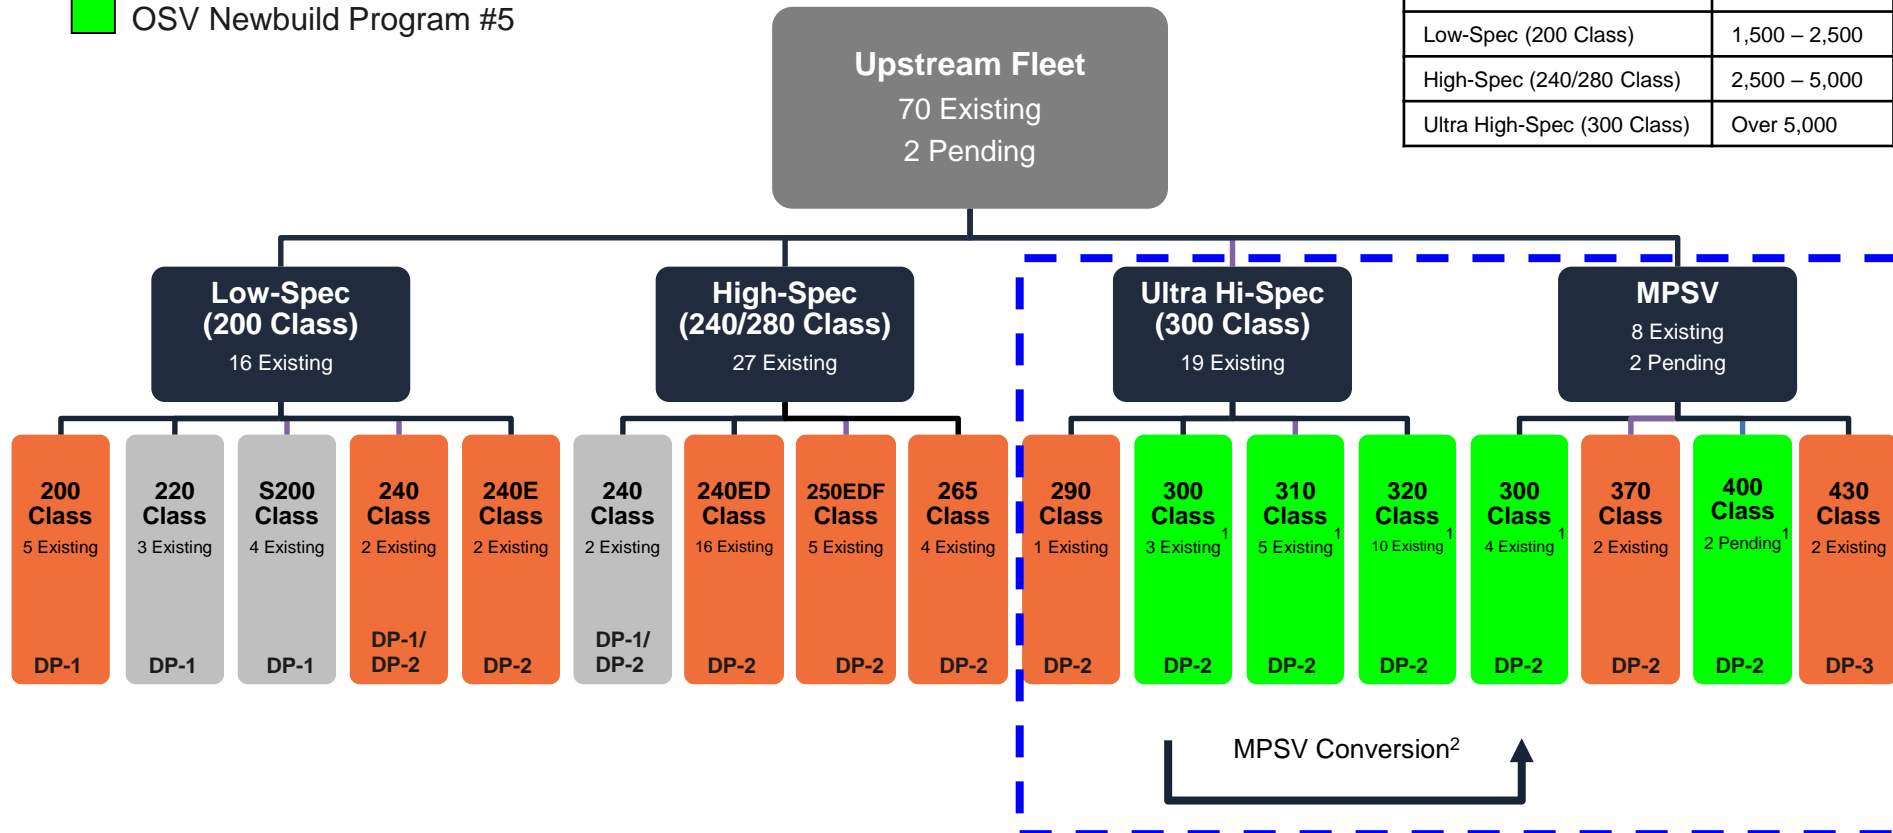 OSV Newbuild Program #5
Low-Spec (200 Class) 1,500 – 2,500
High-Spec (240/280 Class) 2,500 – 5,000
Ultra High-Spec (300 Class) Over 5,000
Upstream Fleet
70 Existing
2 Pending
Low-Spec
(200 Class)
16 Existing
High-Spec
(240/280 Class)
27 Existing
Ultra Hi-Spec
(300 Class)
19 Existing
MPSV
8 Existing
2 Pending
200
Class
5 Existing
DP-1
220
Class
3 Existing
DP-1
S200
Class
4 Existing
DP-1
240
Class
2 Existing
DP-1/
DP-2
240E
Class
2 Existing
DP-2
240
Class
2 Existing
DP-1/
DP-2
240ED
Class
16 Existing
DP-2
250EDF
Class
5 Existing
DP-2
265
Class
4 Existing
DP-2
290
Class
1 Existing
DP-2
300
Class
3 Existing1
DP-2
310
Class
5 Existing1
DP-2
320
Class
10 Existing1
DP-2
300
Class
4 Existing1
DP-2
370
Class
2 Existing
DP-2
400
Class
2 Pending1
DP-2
430
Class
2 Existing
DP-3
MPSV Conversion2